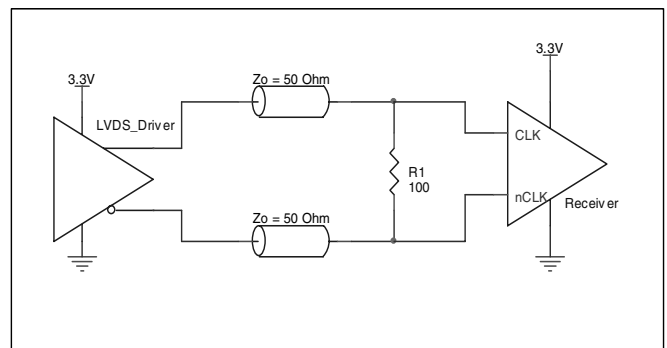 3.3V
LVDS_Driver
Zo = 50 Ohm
3.3V
CLK
R1
100
nCLK
Receiver
Zo = 50 Ohm